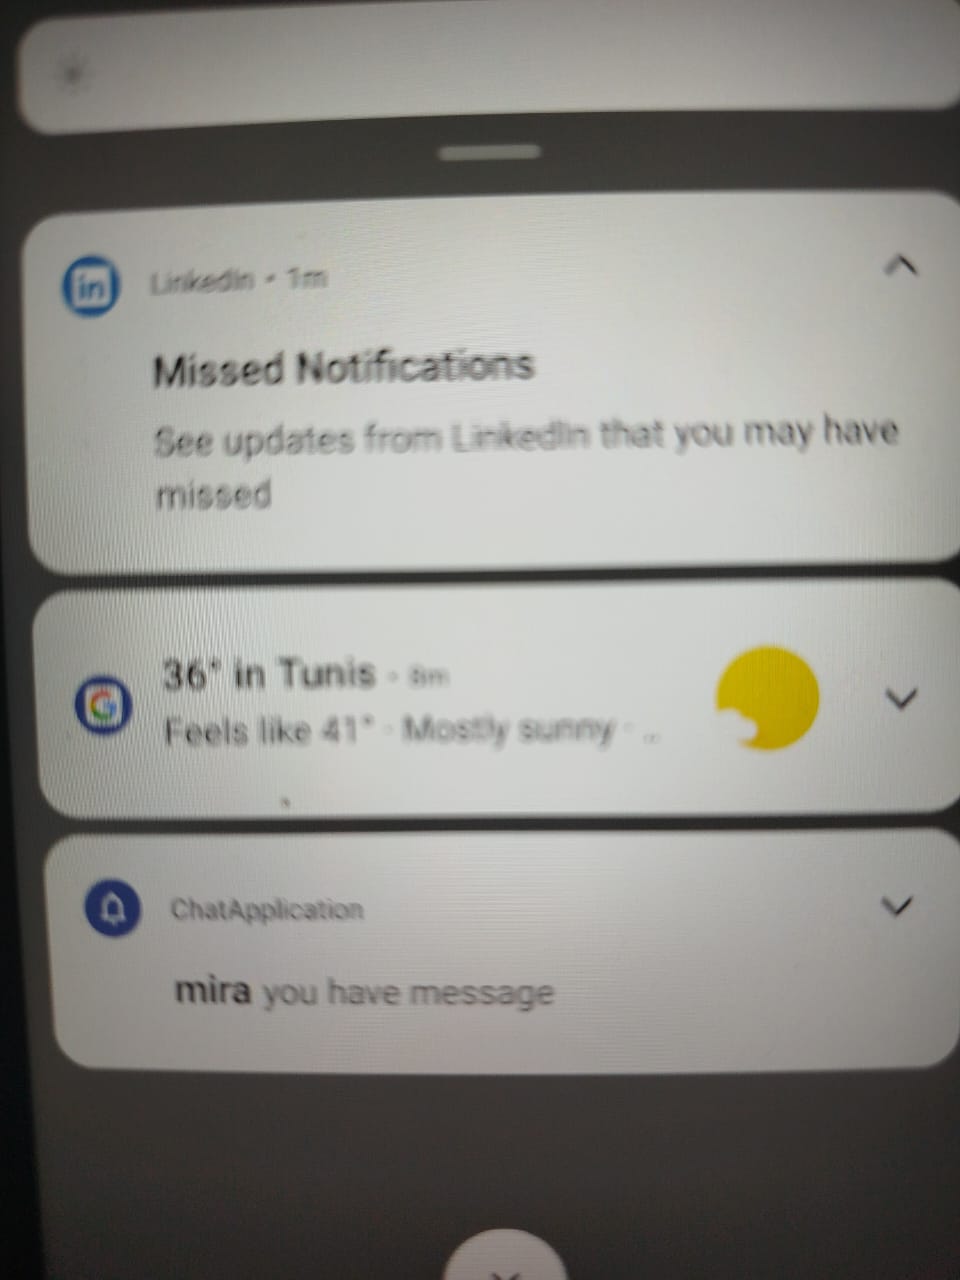 in LinkedIn • 1m
Missed Notifications
See updates from LinkedIn that you may have
missed
G 36° in Tunis • 8m
Feels like 41° · Mostly sunny · ..
ChatApplication
mira you have message